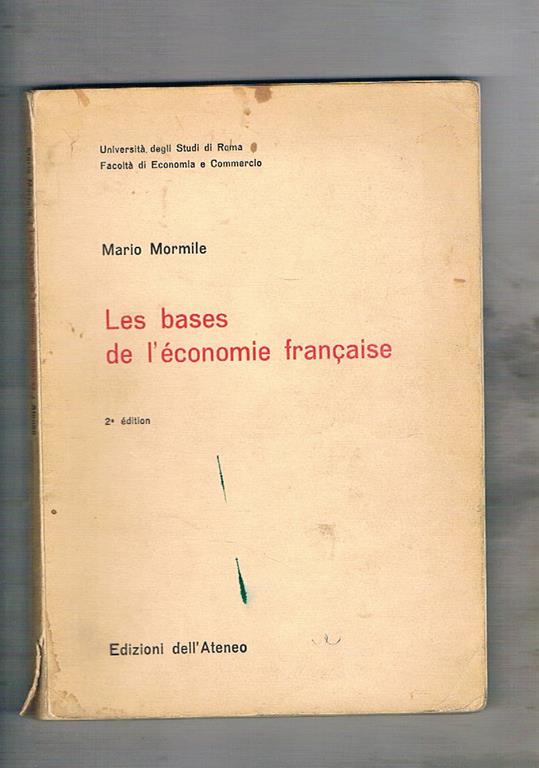 Università degli Studi di Roma
Facoltà di Economia e Commercio
Mario Mormile
Les bases
de l'économie française
2e édition
Edizioni dell'Ateneo